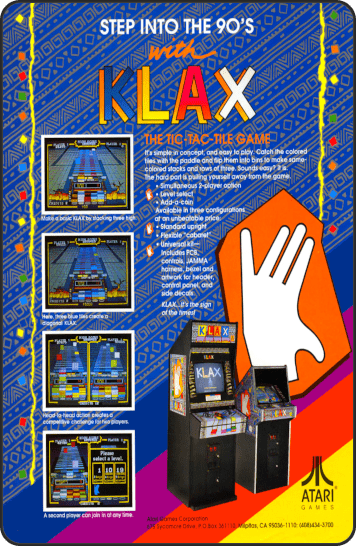 STEP INTO THE 90'S
with
KLAX
THE TIC-TAC-TILE GAME
It's simple in concept, and easy to play. Catch the colored
tiles with the paddle and flip them into bins to make same-
colored stacks and rows of three. Sounds easy? It is.
The hard part is pulling yourself away from the game.
• Simultaneous 2-player option
• Level select
• Add-a-coin
Available in three configurations
at an unbeatable price:
• Standard upright
• Flexible "cabaret"
• Universal kit—
Includes PCB,
controls, JAMMA
harness, bezel and
artwork for header,
control panel, and
side decals.
KLAX...It's the sign
of the times!
Make a basic KLAX by stacking three high.
Here, three blue tiles create a
diagonal KLAX.
Head-to-head action creates a
competitive challenge for two players.
Please
select a level.
1 10 19
A second player can join in at any time.
KLAX
KLAX
ATARI
GAMES
Atari Games Corporation
Sycamore Drive P.O. Box 361110, Milpitas, CA 95036-1110 (408)434-3700